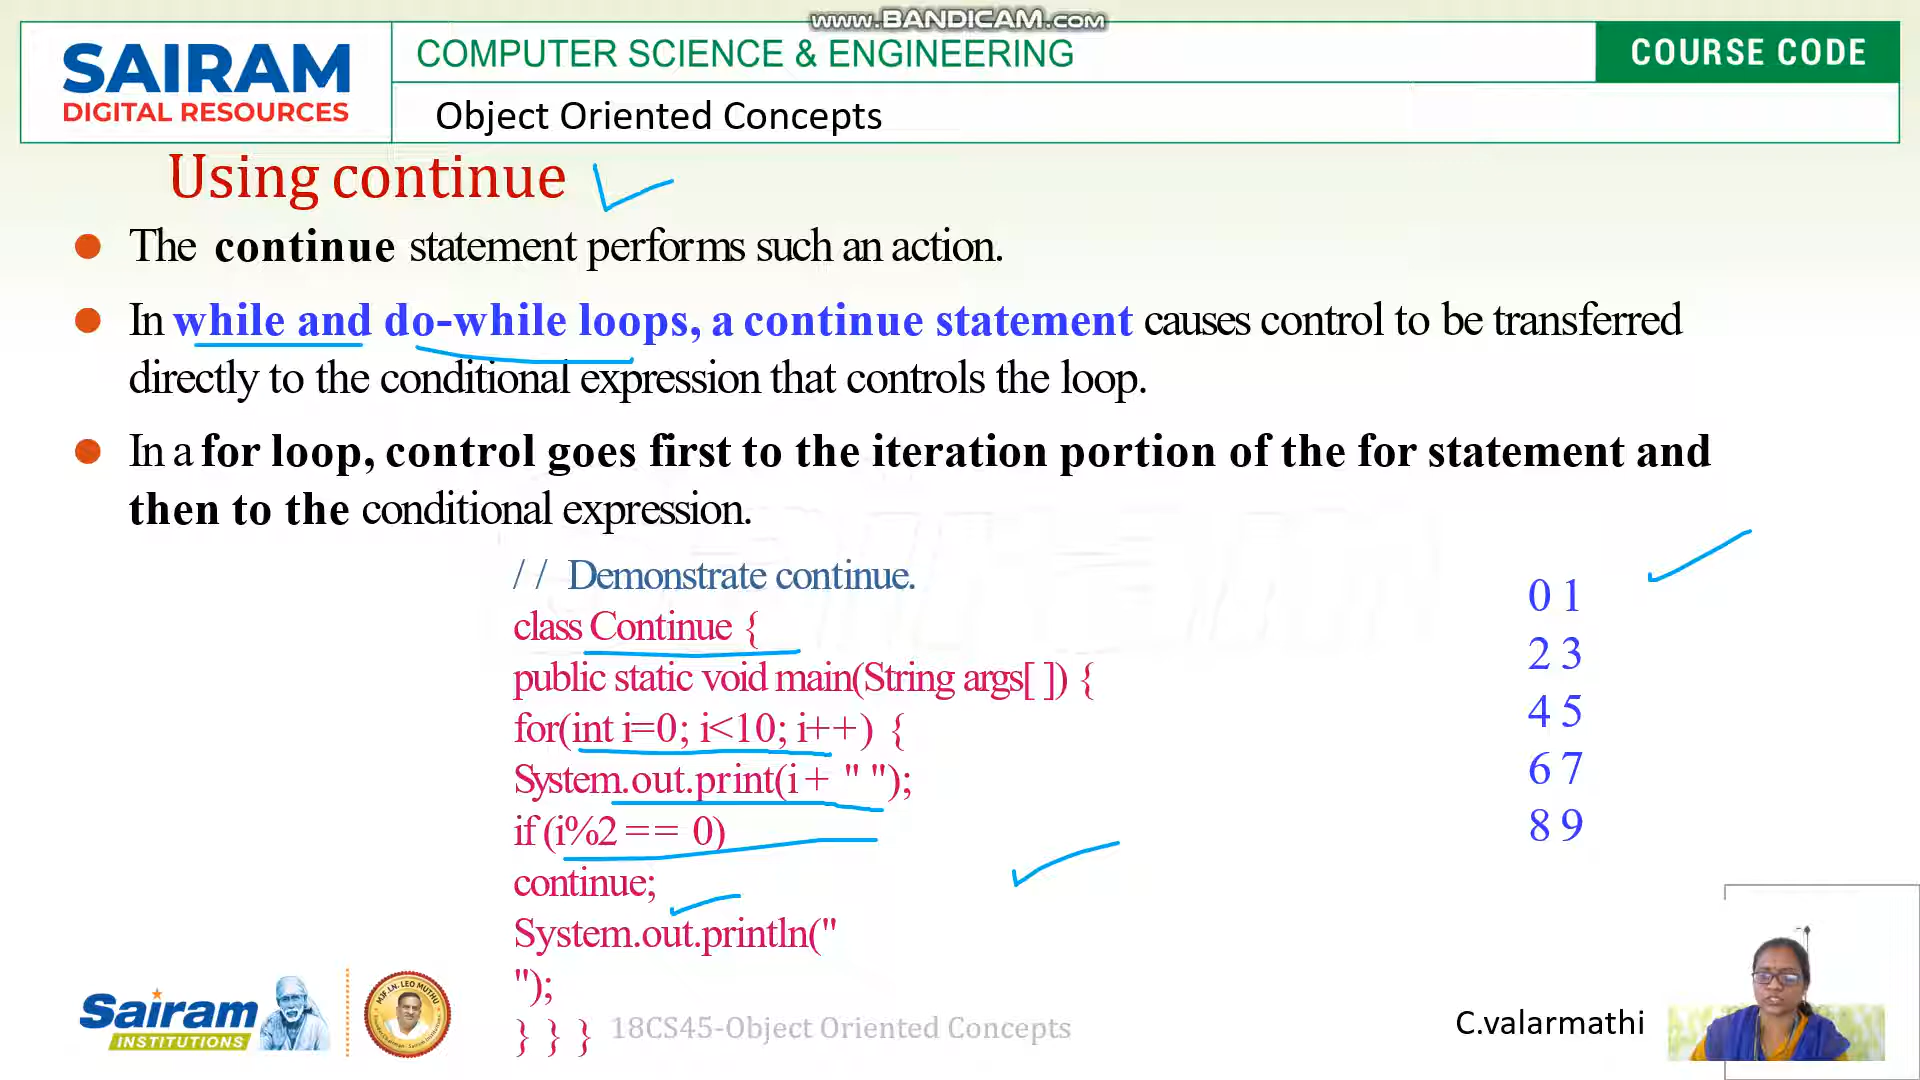 www.BANDICAM.com
SAIRAM
DIGITAL RESOURCES
COMPUTER SCIENCE & ENGINEERING
COURSE CODE
Object Oriented Concepts
Using continue
The continue statement performs such an action.
In while and do-while loops, a continue statement causes control to be transferred
directly to the conditional expression that controls the loop.
In a for loop, control goes first to the iteration portion of the for statement and
then to the conditional expression.
// Demonstrate continue.
class Continue {
public static void main(String args[ ]) {
for(int i=0; i<10; i++) {
System.out.print(i + " ");
if (i%2 == 0)
continue;
System.out.println("
");
} } }
0 1
2 3
4 5
6 7
8 9
Sairam
INSTITUTIONS
MJF.LN. LEO MUTHU
18CS45-Object Oriented Concepts
C.valarmathi